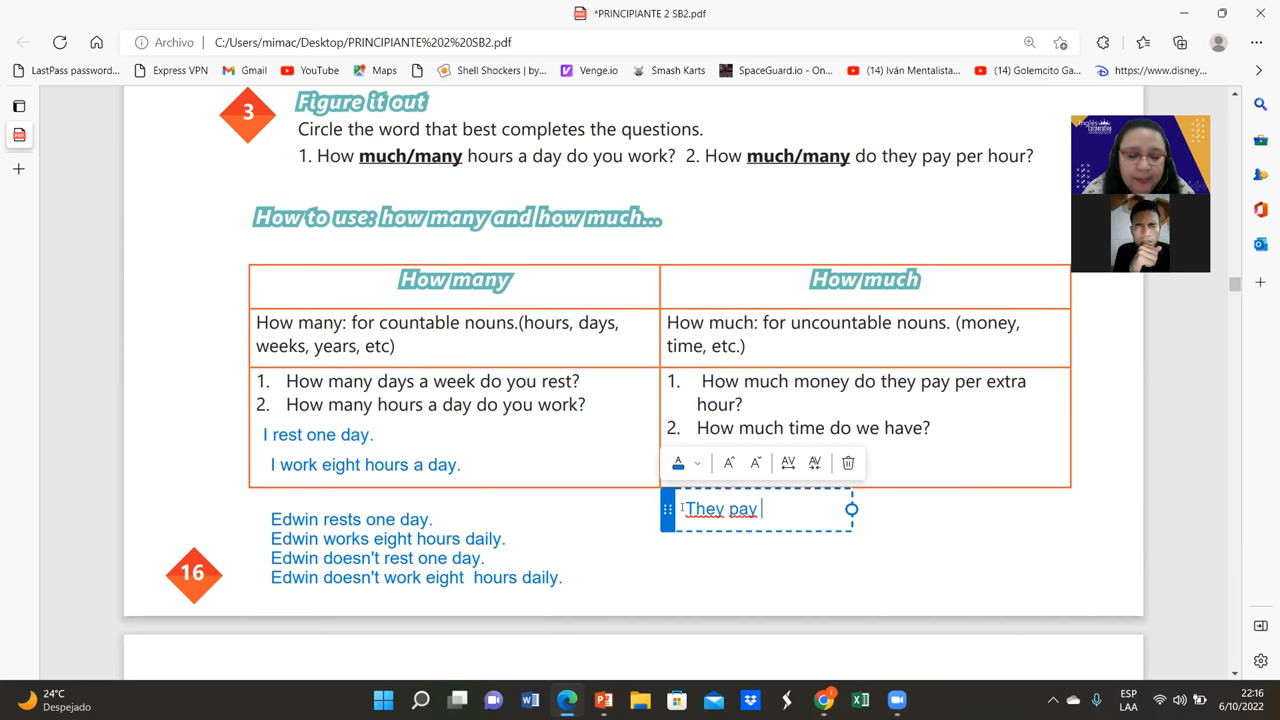 *PRINCIPIANTE 2 SB2.pdf
Archivo
C:/Users/mimac/Desktop/PRINCIPIANTE%202%20SB2.pdf
LastPass password...
Express VPN
Gmail
YouTube
Maps
Shell Shockers | by...
Venge.io
Smash Karts
SpaceGuard.io - On...
(14) Iván Mentalista...
(14) Golemcito Ga...
https://www.disney...
3
Figure it out
Circle the word that best completes the questions.
1. How much/many hours a day do you work? 2. How much/many do they pay per hour?
How to use: how many and how much...
How many
How many: for countable nouns.(hours, days,
weeks, years, etc)
1. How many days a week do you rest?
2. How many hours a day do you work?
I rest one day.
I work eight hours a day.
How much
How much: for uncountable nouns. (money,
time, etc.)
1. How much money do they pay per extra
hour?
2. How much time do we have?
They pay
Edwin rests one day.
Edwin works eight hours daily.
Edwin doesn't rest one day.
Edwin doesn't work eight hours daily.
16
24°C
Despejado
ESP
LAA
22:16
6/10/2022